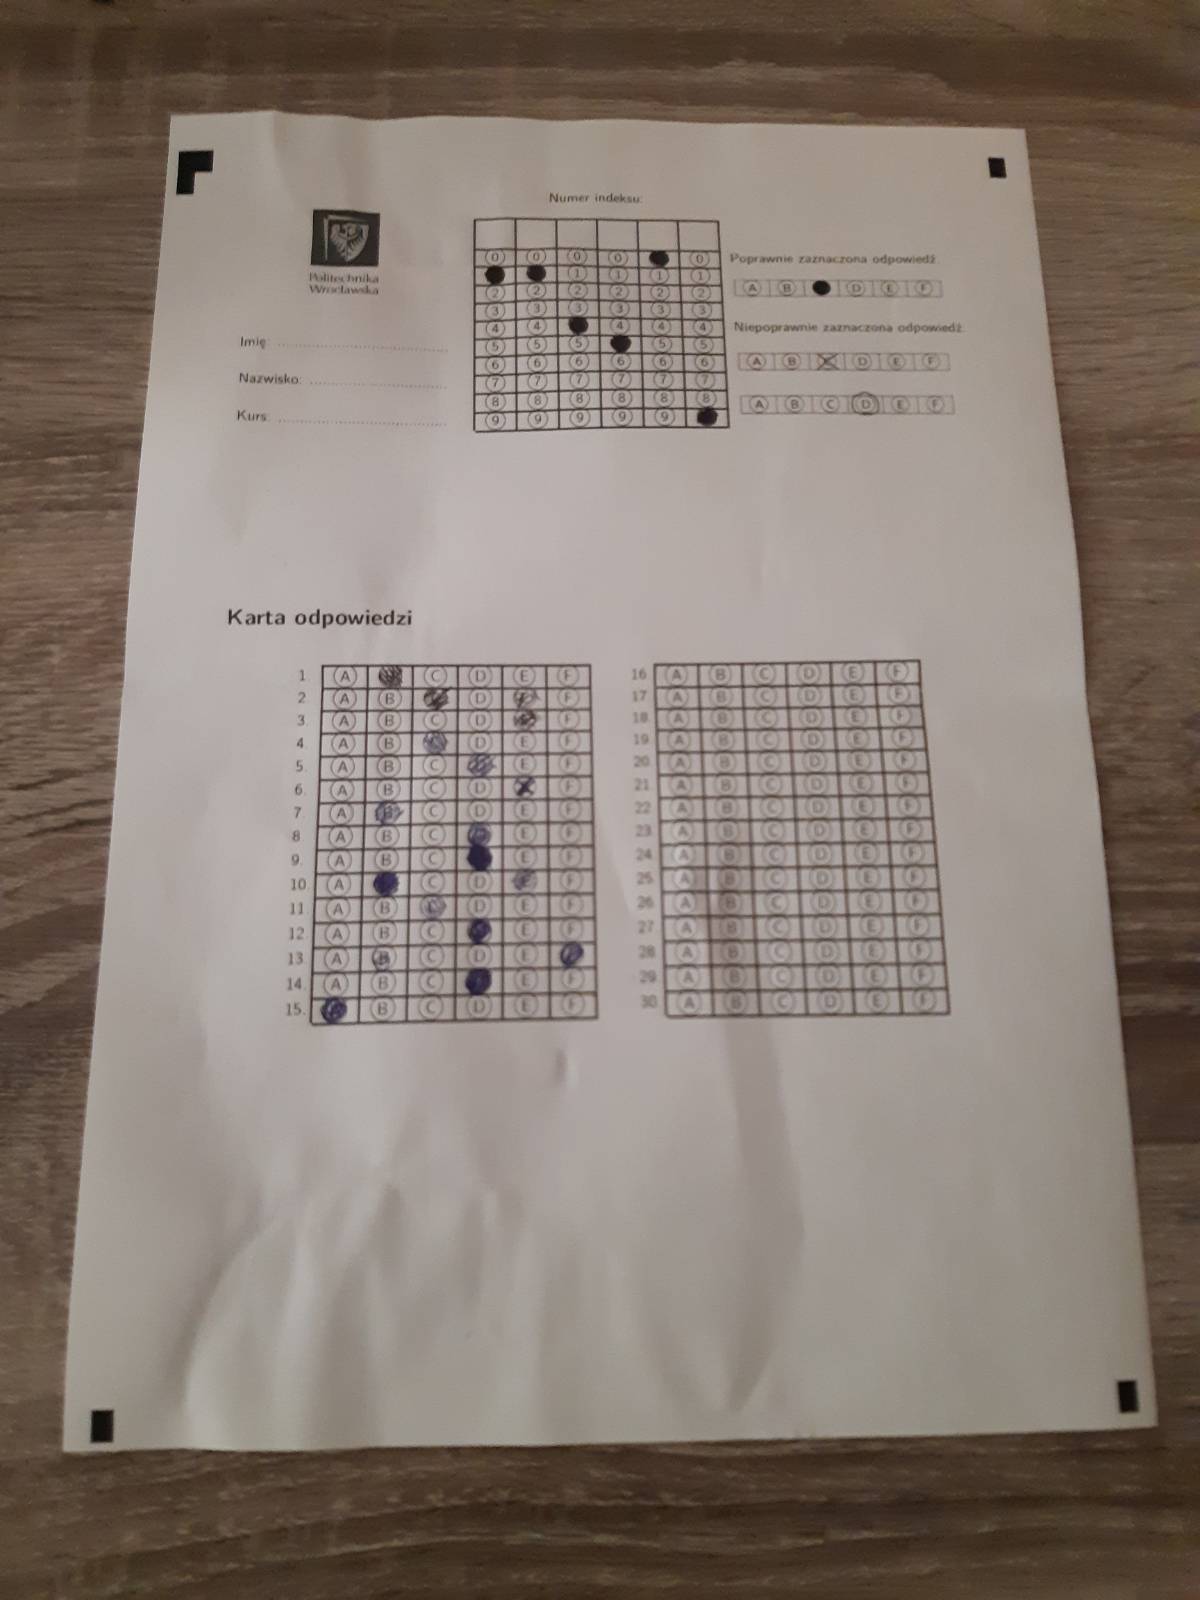 Numer indeksu:
Politechnika
Wrocławska
Imię:
Nazwisko:
Kurs:
0 0 0 0 0
1 1 1 1
2 2 2 2 2 2
3 3 3 3 3 3
4 4 4 4 4
5 5 5 5 5
6 6 6 6 6 6
7 7 7 7 7 7
8 8 8 8 8 8
9 9 9 9 9
Poprawnie zaznaczona odpowiedź:
A B D E F
Niepoprawnie zaznaczona odpowiedź:
A B C D E F
A B C D E F
Karta odpowiedzi
1. A C D E F
2. A B D F
3. A B C D F
4. A B C D E F
5. A B C E F
6. A B C D F
7. A B C D E F
8. A B C E F
9. A B C E F
10. A C D E F
11. A B C D E F
12. A B C E F
13. A B C D E
14. A B C E F
15. B C D E F
16. A B C D E F
17. A B C D E F
18. A B C D E F
19. A B C D E F
20. A B C D E F
21. A B C D E F
22. A B C D E F
23. A B C D E F
24. A B C D E F
25. A B C D E F
26. A B C D E F
27. A B C D E F
28. A B C D E F
29. A B C D E F
30. A B C D E F